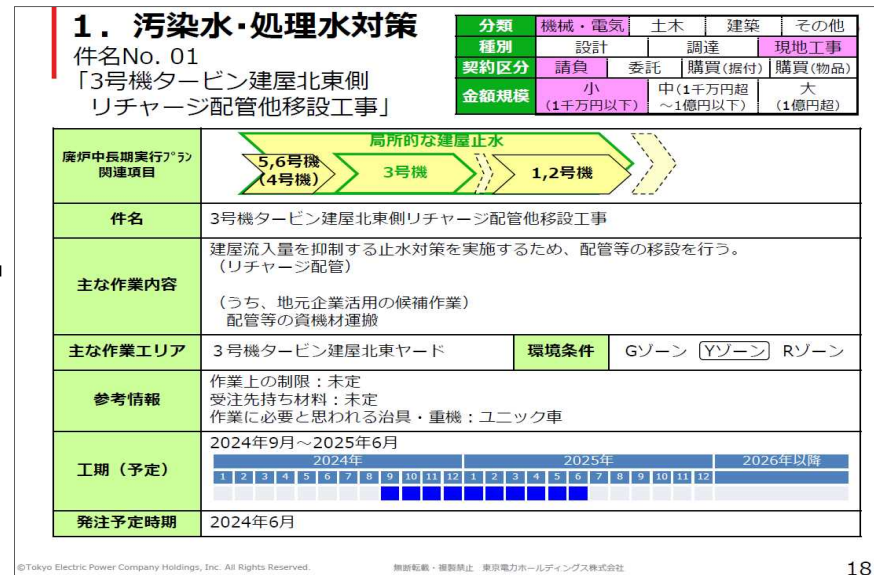 1．汚染水・処理水対策
件名No. 01
「3号機タービン建屋北東側
リチャージ配管他移設工事」
分類 機械・電気 土木 建築 その他
種別 設計 調達 現地工事
契約区分 請負 委託 購買(据付) 購買(物品)
金額規模 小(1千万円以下) 中(1千万円超～1億円以下) 大(1億円超)
廃炉中長期実行ﾌﾟﾗﾝ
関連項目
局所的な建屋止水
5,6号機
(4号機)
3号機
1,2号機
件名 3号機タービン建屋北東側リチャージ配管他移設工事
主な作業内容
建屋流入量を抑制する止水対策を実施するため、配管等の移設を行う。
（リチャージ配管）
（うち、地元企業活用の候補作業）
配管等の資機材運搬
主な作業エリア ３号機タービン建屋北東ヤード 環境条件 Gゾーン Yゾーン Rゾーン
参考情報
作業上の制限：未定
受注先持ち材料：未定
作業に必要と思われる治具・重機：ユニック車
工期（予定）
2024年9月～2025年6月
2024年 2025年 2026年以降
1 2 3 4 5 6 7 8 9 10 11 12 1 2 3 4 5 6 7 8 9 10 11 12
発注予定時期 2024年6月
©Tokyo Electric Power Company Holdings, Inc. All Rights Reserved. 無断転載・複製禁止 東京電力ホールディングス株式会社 18